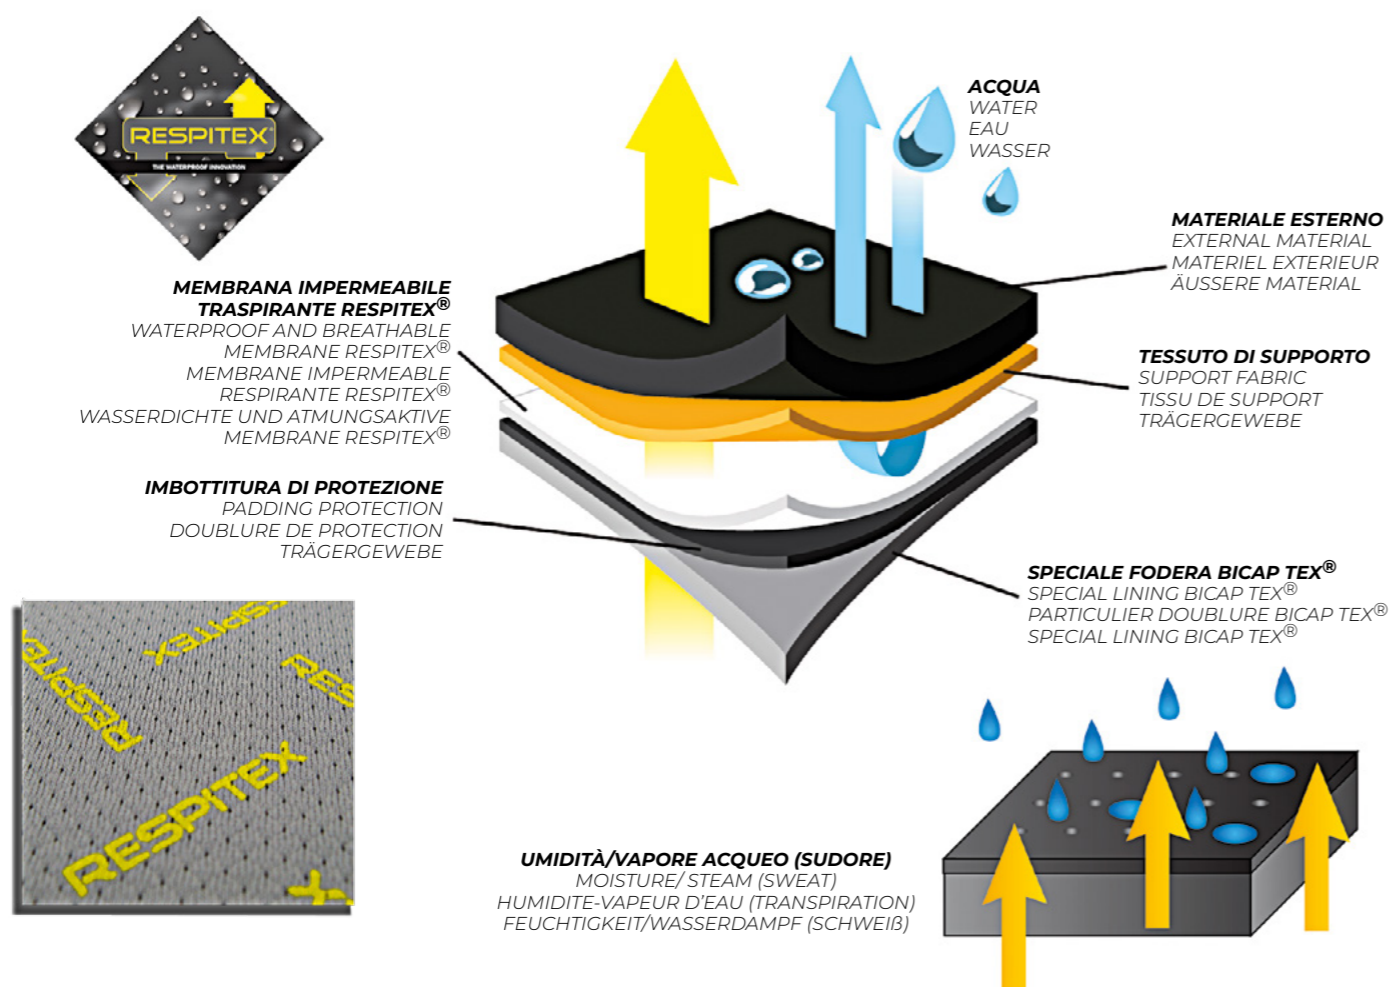 RESPITEX
THE WATERPROOF INNOVATION
ACQUA
WATER
EAU
WASSER
MATERIALE ESTERNO
EXTERNAL MATERIAL
MATERIEL EXTERIEUR
ÄUSSERE MATERIAL
MEMBRANA IMPERMEABILE
TRASPIRANTE RESPITEX®
WATERPROOF AND BREATHABLE
MEMBRANE RESPITEX®
MEMBRANE IMPERMEABLE
RESPIRANTE RESPITEX®
WASSERDICHTE UND ATMUNGSAKTIVE
MEMBRANE RESPITEX®
TESSUTO DI SUPPORTO
SUPPORT FABRIC
TISSU DE SUPPORT
TRÄGERGEWEBE
IMBOTTITURA DI PROTEZIONE
PADDING PROTECTION
DOUBLURE DE PROTECTION
TRÄGERGEWEBE
SPECIALE FODERA BICAP TEX®
SPECIAL LINING BICAP TEX®
PARTICULIER DOUBLURE BICAP TEX®
SPECIAL LINING BICAP TEX®
RESPITEX
RESPITEX
RESPITEX
RESPITEX
UMIDITÀ/VAPORE ACQUEO (SUDORE)
MOISTURE/ STEAM (SWEAT)
HUMIDITE-VAPEUR D'EAU (TRANSPIRATION)
FEUCHTIGKEIT/WASSERDAMPF (SCHWEIß)